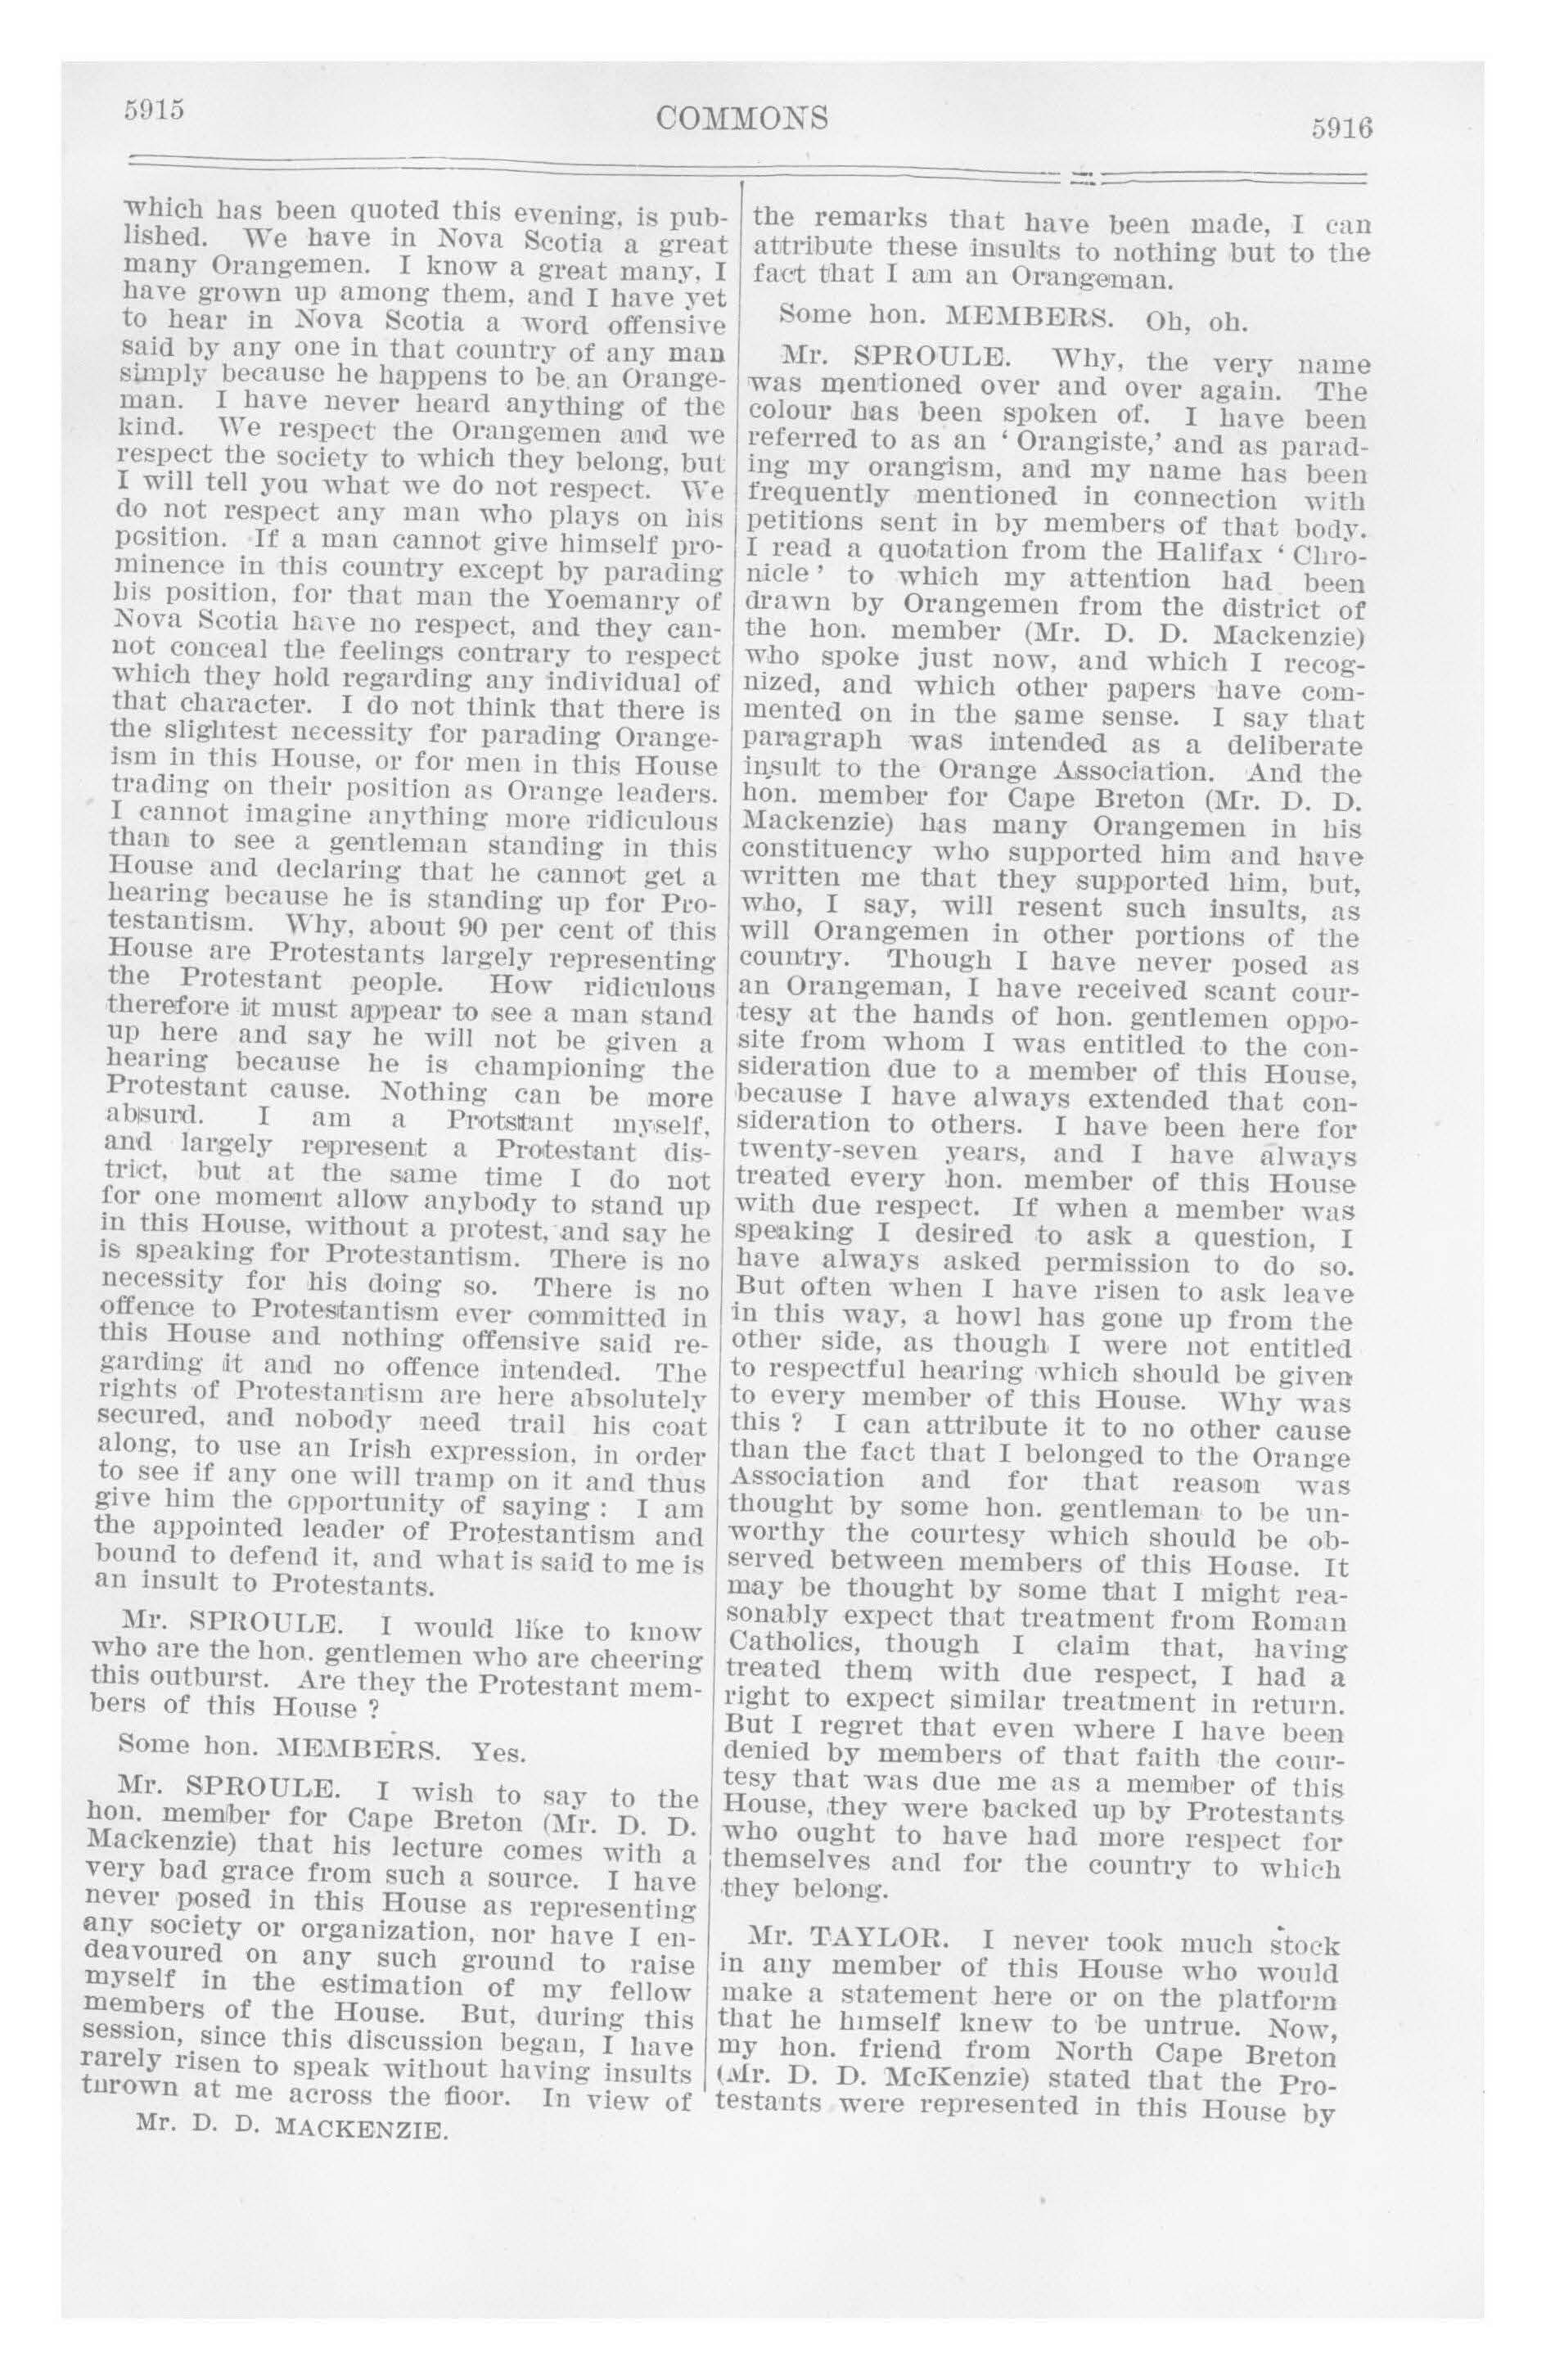 5915
COMMONS
5916
which has been quoted this evening, is pub-
lished. We have in Nova Scotia a great
many Orangemen. I know a great many, I
have grown up among them, and I have yet
to hear in Nova Scotia a word offensive
said by any one in that country of any man
simply because he happens to be an Orange-
man. I have never heard anything of the
kind. We respect the Orangemen and we
respect the society to which they belong, but
I will tell you what we do not respect. We
do not respect any man who plays on his
position. If a man cannot give himself pro-
minence in this country except by parading
his position, for that man the Yoemanry of
Nova Scotia have no respect, and they can-
not conceal the feelings contrary to respect
which they hold regarding any individual of
that character. I do not think that there is
the slightest necessity for parading Orange-
ism in this House, or for men in this House
trading on their position as Orange leaders.
I cannot imagine anything more ridiculous
than to see a gentleman standing in this
House and declaring that he cannot get a
hearing because he is standing up for Pro-
testantism. Why, about 90 per cent of this
House are Protestants largely representing
the Protestant people. How ridiculous
therefore it must appear to see a man stand
up here and say he will not be given a
hearing because he is championing the
Protestant cause. Nothing can be more
absurd. I am a Protsttant myself,
and largely represent a Protestant dis-
trict, but at the same time I do not
for one moment allow anybody to stand up
in this House, without a protest, and say he
is speaking for Protestantism. There is no
necessity for his doing so. There is no
offence to Protestantism ever committed in
this House and nothing offensive said re-
garding it and no offence intended. The
rights of Protestantism are here absolutely
secured, and nobody need trail his coat
along, to use an Irish expression, in order
to see if any one will tramp on it and thus
give him the opportunity of saying : I am
the appointed leader of Protestantism and
bound to defend it, and what is said to me is
an insult to Protestants.
Mr. SPROULE. I would like to know
who are the hon. gentlemen who are cheering
this outburst. Are they the Protestant mem-
bers of this House ?
Some hon. MEMBERS. Yes.
Mr. SPROULE. I wish to say to the
hon. member for Cape Breton (Mr. D. D.
Mackenzie) that his lecture comes with a
very bad grace from such a source. I have
never posed in this House as representing
any society or organization, nor have I en-
deavoured on any such ground to raise
myself in the estimation of my fellow
members of the House. But, during this
session, since this discussion began, I have
rarely risen to speak without having insults
thrown at me across the floor. In view of
Mr. D. D. MACKENZIE.
the remarks that have been made, I can
attribute these insults to nothing but to the
fact that I am an Orangeman.
Some hon. MEMBERS. Oh, oh.
Mr. SPROULE. Why, the very name
was mentioned over and over again. The
colour has been spoken of. I have been
referred to as an ‘ Orangiste,’ and as parad-
ing my orangism, and my name has been
frequently mentioned in connection with
petitions sent in by members of that body.
I read a quotation from the Halifax ‘ Chro-
nicle ’ to which my attention had been
drawn by Orangemen from the district of
the hon. member (Mr. D. D. Mackenzie)
who spoke just now, and which I recog-
nized, and which other papers have com-
mented on in the same sense. I say that
paragraph was intended as a deliberate
insult to the Orange Association. And the
hon. member for Cape Breton (Mr. D. D.
Mackenzie) has many Orangemen in his
constituency who supported him and have
written me that they supported him, but,
who, I say, will resent such insults, as
will Orangemen in other portions of the
country. Though I have never posed as
an Orangeman, I have received scant cour-
tesy at the hands of hon. gentlemen oppo-
site from whom I was entitled to the con-
sideration due to a member of this House,
because I have always extended that con-
sideration to others. I have been here for
twenty-seven years, and I have always
treated every hon. member of this House
with due respect. If when a member was
speaking I desired to ask a question, I
have always asked permission to do so.
But often when I have risen to ask leave
in this way, a howl has gone up from the
other side, as though I were not entitled
to respectful hearing which should be given
to every member of this House. Why was
this ? I can attribute it to no other cause
than the fact that I belonged to the Orange
Association and for that reason was
thought by some hon. gentleman to be un-
worthy the courtesy which should be ob-
served between members of this House. It
may be thought by some that I might rea-
sonably expect that treatment from Roman
Catholics, though I claim that, having
treated them with due respect, I had a
right to expect similar treatment in return.
But I regret that even where I have been
denied by members of that faith the cour-
tesy that was due me as a member of this
House, they were backed up by Protestants
who ought to have had more respect for
themselves and for the country to which
they belong.
Mr. TAYLOR. I never took much stock
in any member of this House who would
make a statement here or on the platform
that he himself knew to be untrue. Now,
my hon. friend from North Cape Breton
(Mr. D. D. McKenzie) stated that the Pro-
testants were represented in this House by